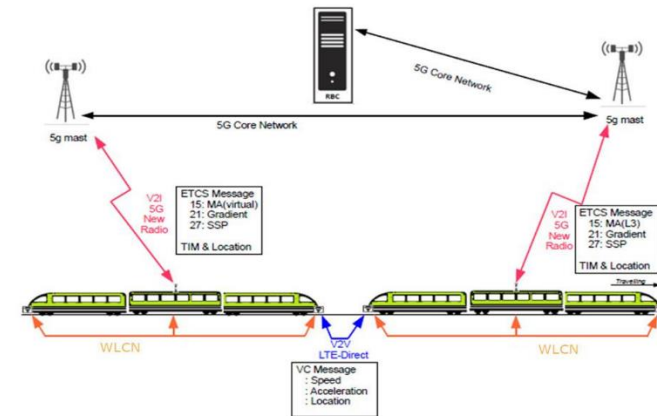 RBC
5G Core Network
5G Core Network
5g mast
5g mast
V2I
5G
New
Radio
ETCS Message
15: MA(virtual)
21: Gradient
27: SSP
TIM & Location
V2I
5G
New
Radio
ETCS Message
15: MA(L3)
21: Gradient
27: SSP
TIM & Location
Travelling
WLCN
V2V
LTE-Direct
WLCN
VC Message
: Speed
: Acceleration
: Location